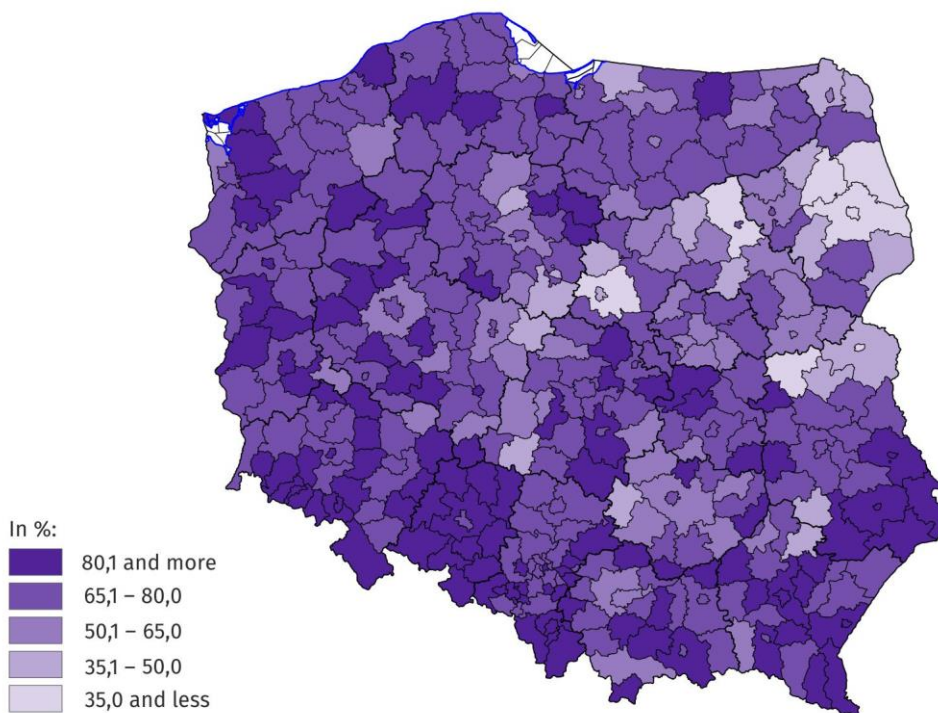 In %:
80,1 and more
65,1 – 80,0
50,1 – 65,0
35,1 – 50,0
35,0 and less